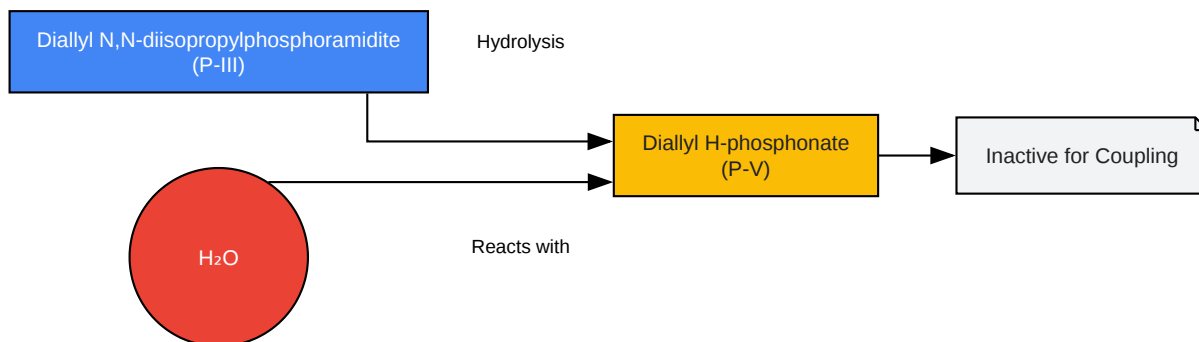 Diallyl N,N-diisopropylphosphoramidite
(P-III)
Hydrolysis
Diallyl H-phosphonate
(P-V)
Inactive for Coupling
H₂O
Reacts with